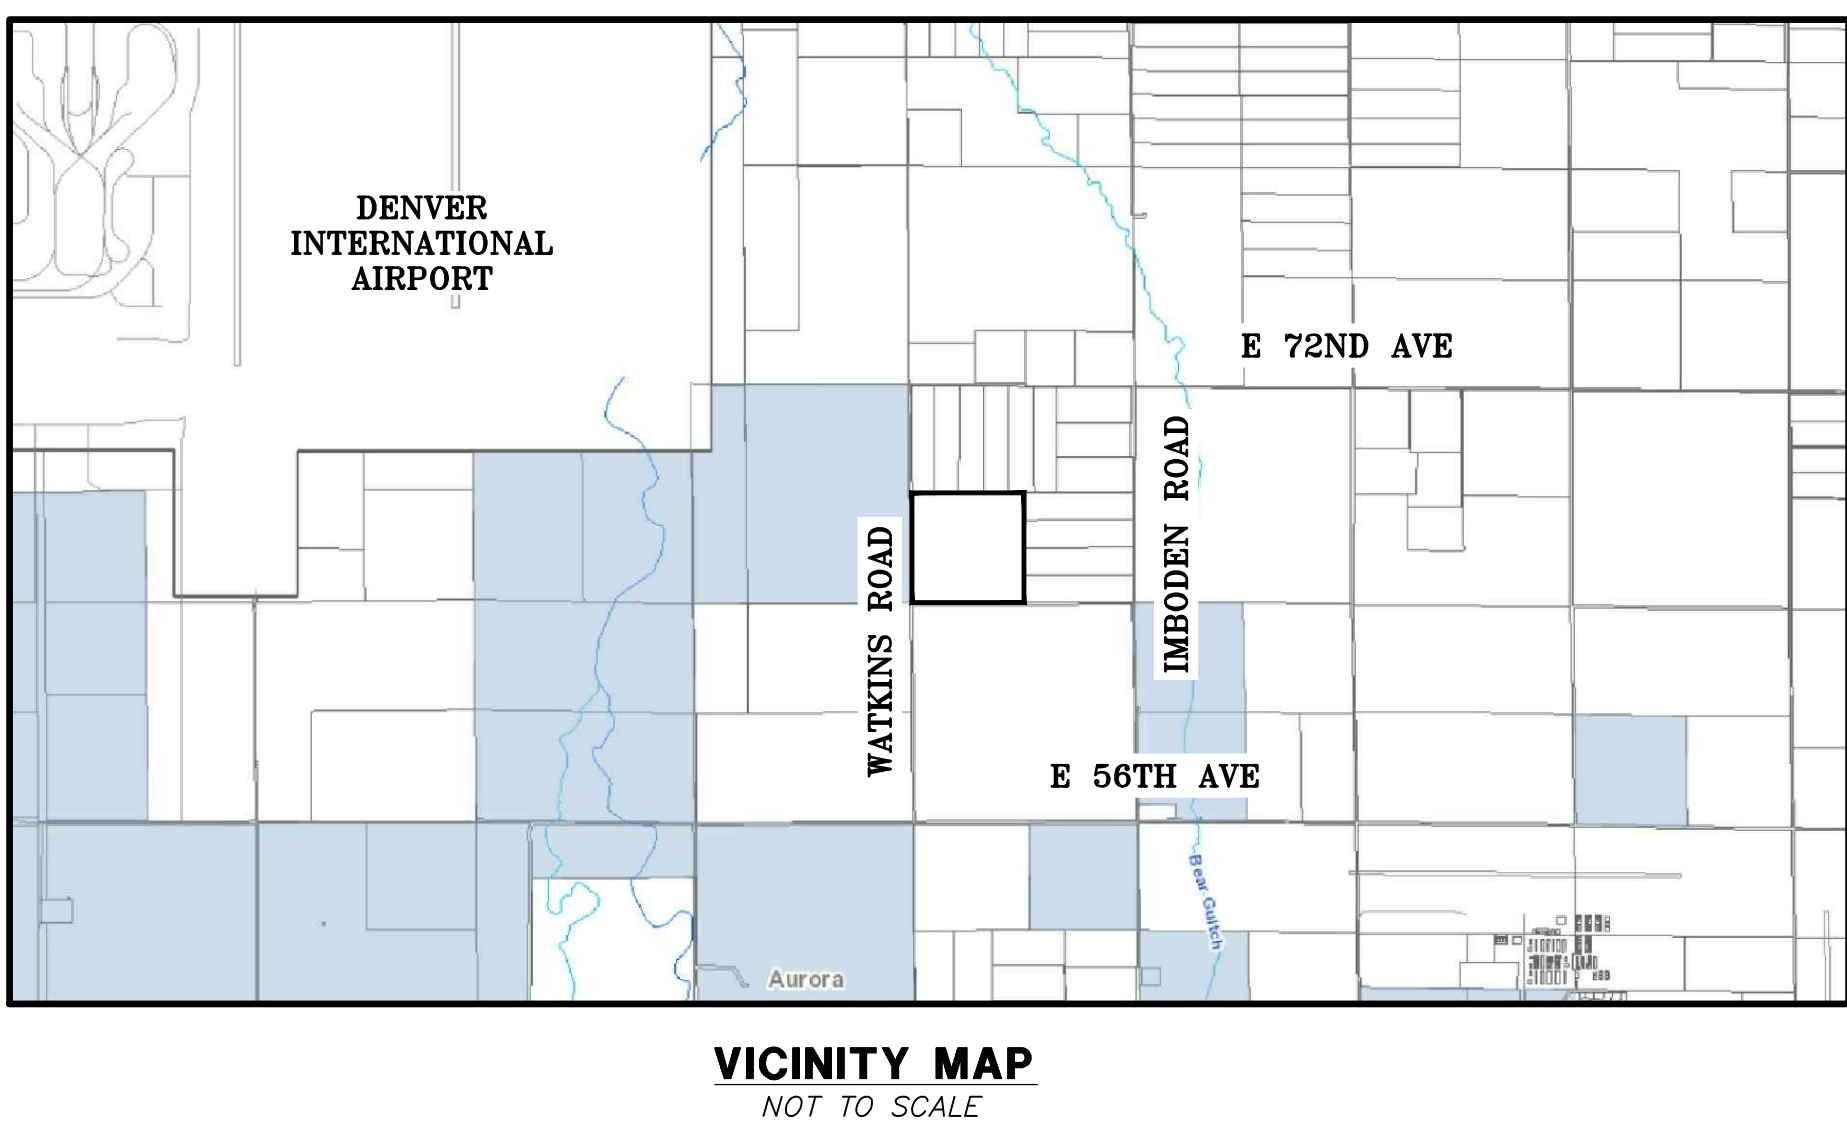 DENVER
INTERNATIONAL
AIRPORT
E 72ND AVE
IMBODEN ROAD
WATKINS ROAD
E 56TH AVE
Bear Gulch
Aurora
VICINITY MAP
NOT TO SCALE